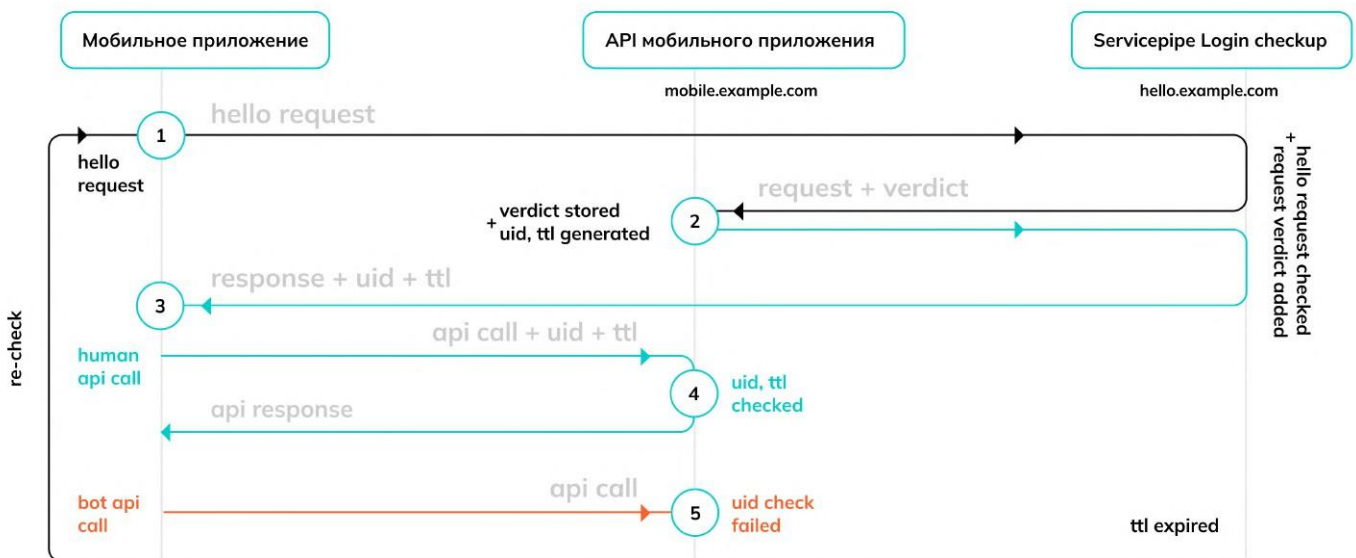 Мобильное приложение
API мобильного приложения
Servicepipe Login checkup
mobile.example.com
hello.example.com
hello request
1
hello
request
+ hello request checked
request verdict added
request + verdict
2
+ verdict stored
uid, ttl generated
response + uid + ttl
3
re-check
api call + uid + ttl
human
api call
4
uid, ttl
checked
api response
api call
bot api
call
5
uid check
failed
ttl expired